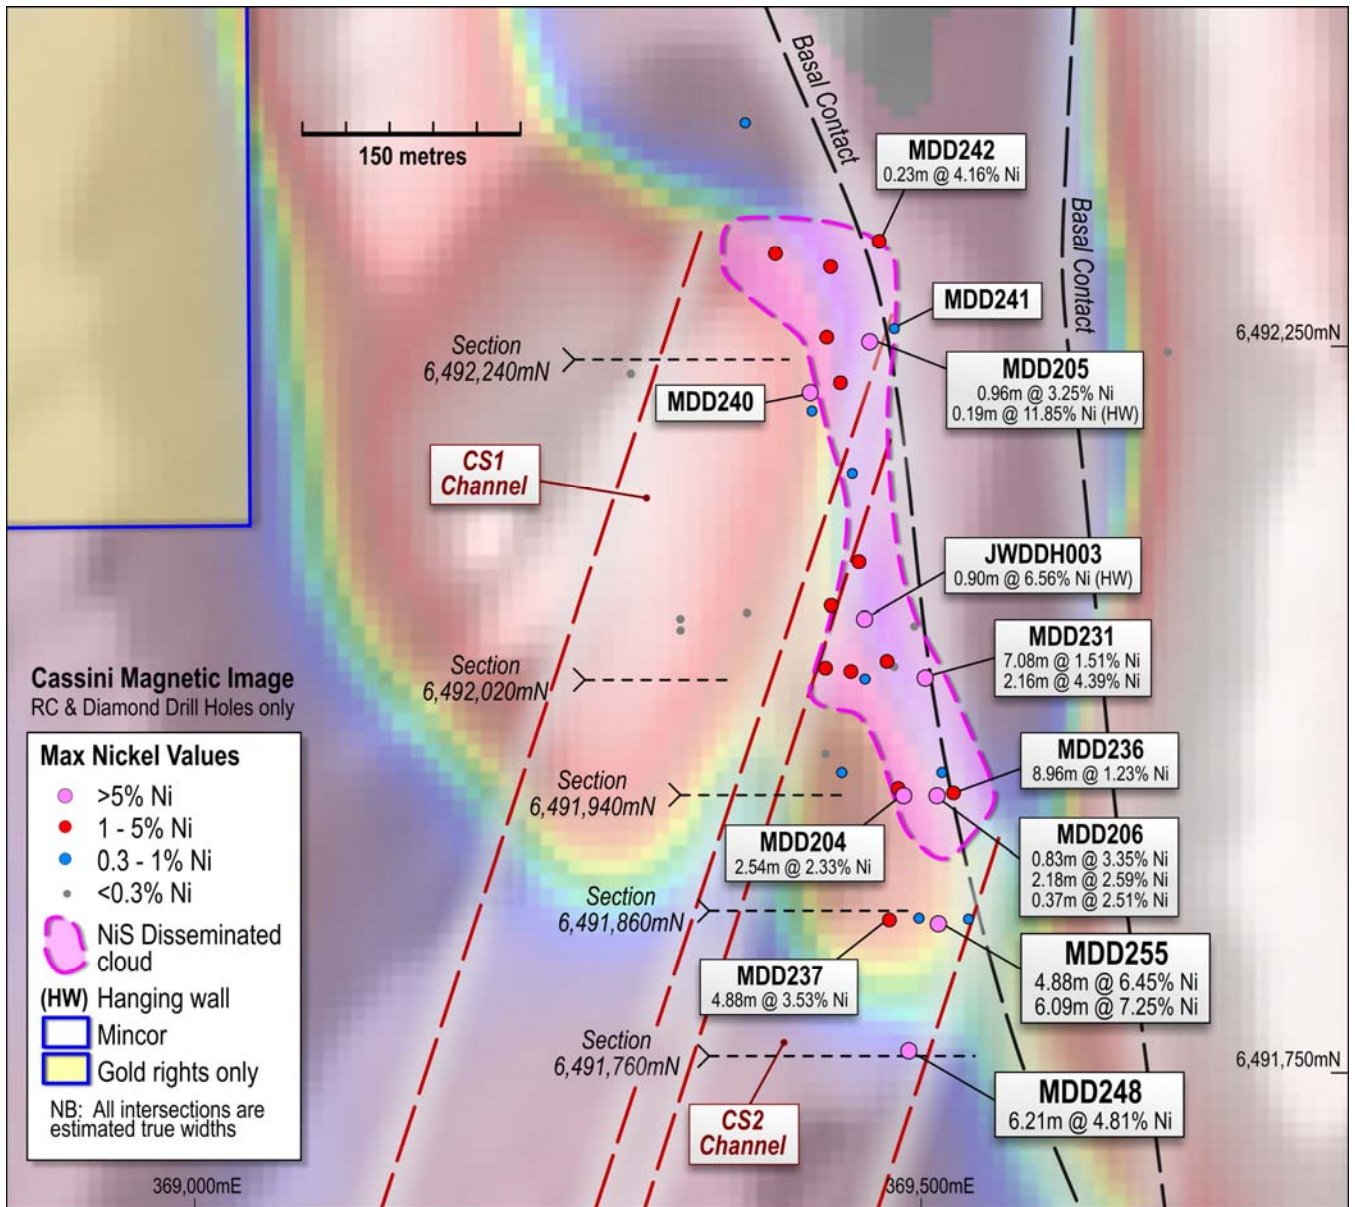 Basal Contact
150 metres
MDD242
0.23m @ 4.16% Ni
Basal Contact
MDD241
6,492,250mN
Section
6,492,240mN
MDD205
0.96m @ 3.25% Ni
0.19m @ 11.85% Ni (HW)
MDD240
CS1
Channel
JWDDH003
0.90m @ 6.56% Ni (HW)
MDD231
7.08m @ 1.51% Ni
2.16m @ 4.39% Ni
Section
6,492,020mN
Cassini Magnetic Image
RC & Diamond Drill Holes only
Max Nickel Values
>5% Ni
1 - 5% Ni
0.3 - 1% Ni
<0.3% Ni
NiS Disseminated
cloud
(HW) Hanging wall
Mincor
Gold rights only
NB: All intersections are
estimated true widths
MDD236
8.96m @ 1.23% Ni
Section
6,491,940mN
MDD204
2.54m @ 2.33% Ni
MDD206
0.83m @ 3.35% Ni
2.18m @ 2.59% Ni
0.37m @ 2.51% Ni
Section
6,491,860mN
MDD237
4.88m @ 3.53% Ni
MDD255
4.88m @ 6.45% Ni
6.09m @ 7.25% Ni
Section
6,491,760mN
6,491,750mN
MDD248
6.21m @ 4.81% Ni
CS2
Channel
369,000mE
369,500mE